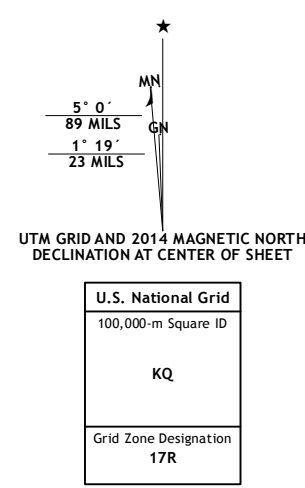 ★
MN
5° 0´
89 MILS
GN
1° 19´
23 MILS
UTM GRID AND 2014 MAGNETIC NORTH
DECLINATION AT CENTER OF SHEET
U.S. National Grid
100,000-m Square ID
KQ
Grid Zone Designation
17R